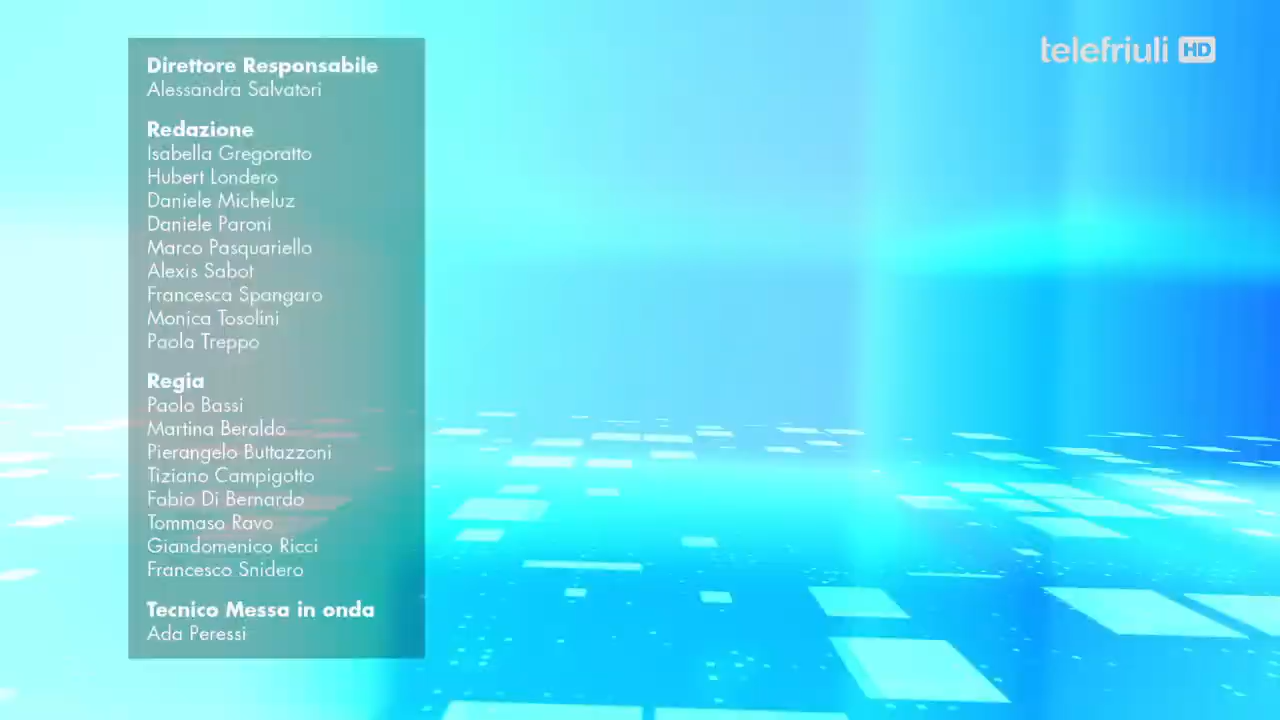 Direttore Responsabile
Alessandra Salvatori
Redazione
Isabella Gregoratto
Hubert Londero
Daniele Micheluz
Daniele Paroni
Marco Pasquariello
Alexis Sabot
Francesca Spangaro
Monica Tosolini
Paola Treppo
Regia
Paolo Bassi
Martina Beraldo
Pierangelo Buttazzoni
Tiziano Campigotto
Fabio Di Bernardo
Tommaso Ravo
Giandomenico Ricci
Francesco Snidero
Tecnico Messa in onda
Ada Peressi
telefriuli HD